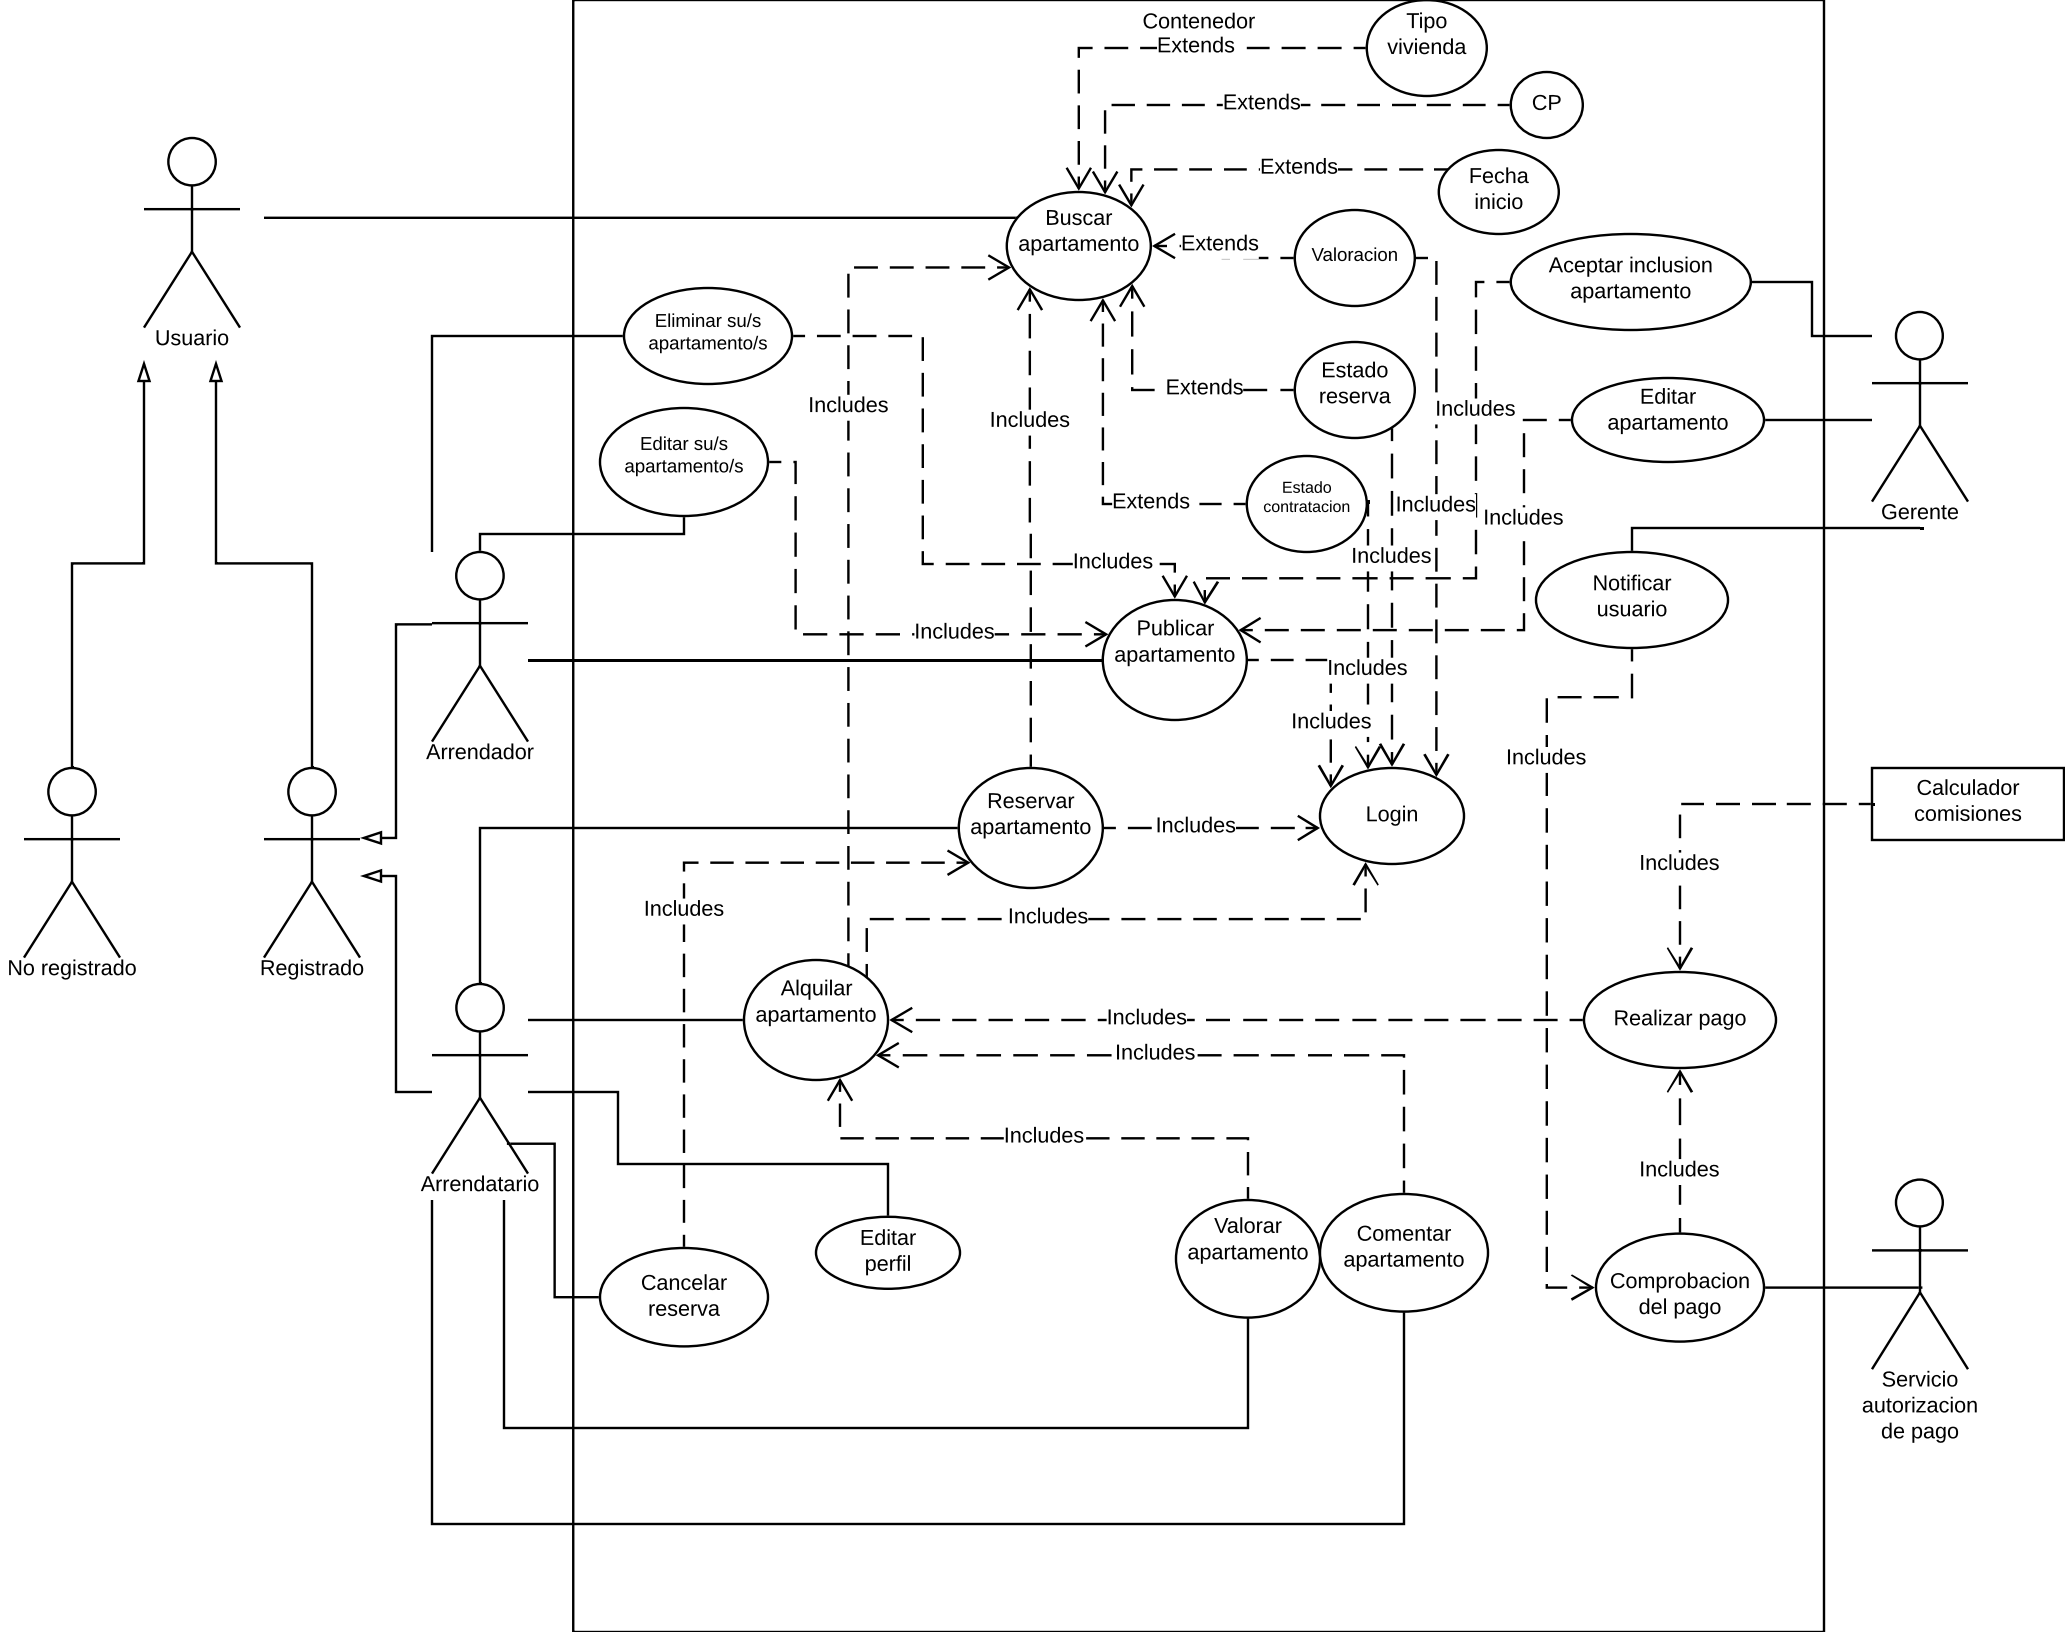 Contenedor
Extends
Tipo
vivienda
Extends
CP
Extends
Fecha
inicio
Usuario
Buscar
apartamento
Extends
Valoracion
Aceptar inclusion
apartamento
Eliminar su/s
apartamento/s
Includes
Includes
Extends
Estado
reserva
Includes
Editar
apartamento
Editar su/s
apartamento/s
Extends
Estado
contratacion
Includes
Includes
Gerente
Includes
Includes
Notificar
usuario
Includes
Publicar
apartamento
Includes
Includes
Arrendador
Includes
Calculador
comisiones
Reservar
apartamento
Includes
Login
Includes
Includes
Includes
No registrado
Registrado
Alquilar
apartamento
Includes
Realizar pago
Includes
Includes
Includes
Arrendatario
Editar
perfil
Valorar
apartamento
Comentar
apartamento
Cancelar
reserva
Comprobacion
del pago
Servicio
autorizacion
de pago